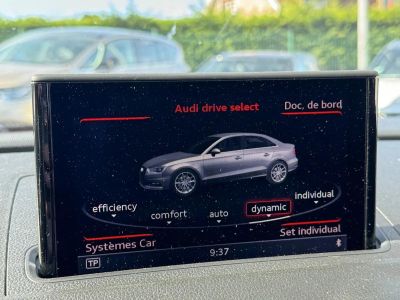 Audi drive select
Doc, de bord
efficiency
comfort
auto
dynamic
individual
Systèmes Car
Set individual
TP
9:37